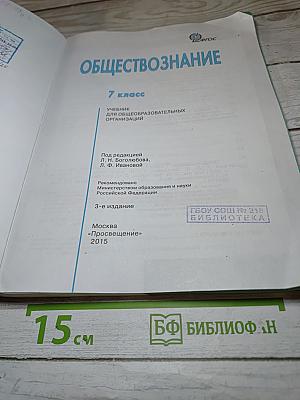 ФГОС
ОБЩЕСТВОЗНАНИЕ
7 класс
УЧЕБНИК
ДЛЯ ОБЩЕОБРАЗОВАТЕЛЬНЫХ
ОРГАНИЗАЦИЙ
Под редакцией
Л. Н. Боголюбова,
Л. Ф. Ивановой
Рекомендовано
Министерством образования и науки
Российской Федерации
3-е издание
ГБОУ СОШ №
БИБЛИОТЕКА
Москва
«Просвещение»
2015
15 см
БФ БИБЛИОФ Н